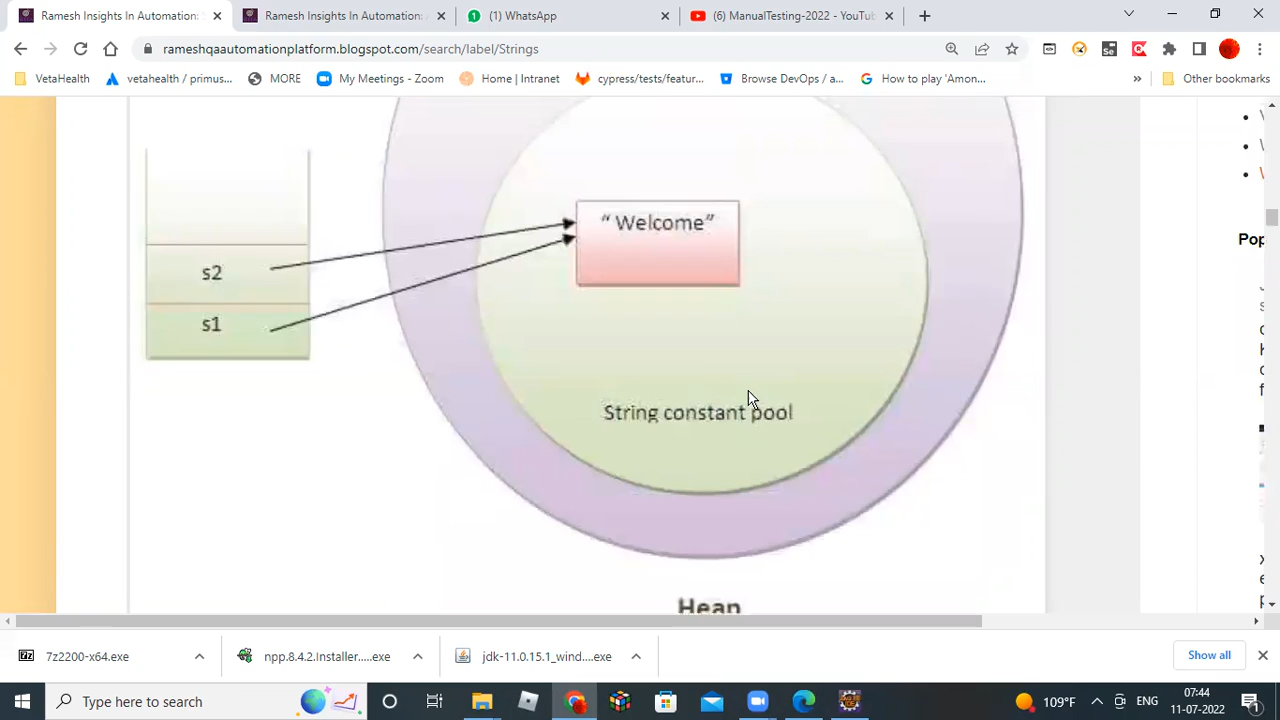 Ramesh Insights In Automation:
Ramesh Insights In Automation:
(1) WhatsApp
(6) ManualTesting-2022 - YouTub
rameshqaautomationplatform.blogspot.com/search/label/Strings
VetaHealth
vetahealth / primus...
MORE
My Meetings - Zoom
Home | Intranet
cypress/tests/featur...
Browse DevOps / a...
How to play 'Amon...
Other bookmarks
"Welcome"
s2
s1
String constant pool
Heap
Pop
7z2200-x64.exe
npp.8.4.2.Installer.....exe
jdk-11.0.15.1_wind....exe
Show all
Type here to search
109°F
ENG
07:44
11-07-2022
1